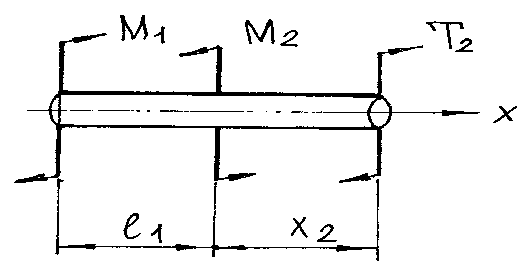 M₁ M₂ T₂
x
l₁ x₂